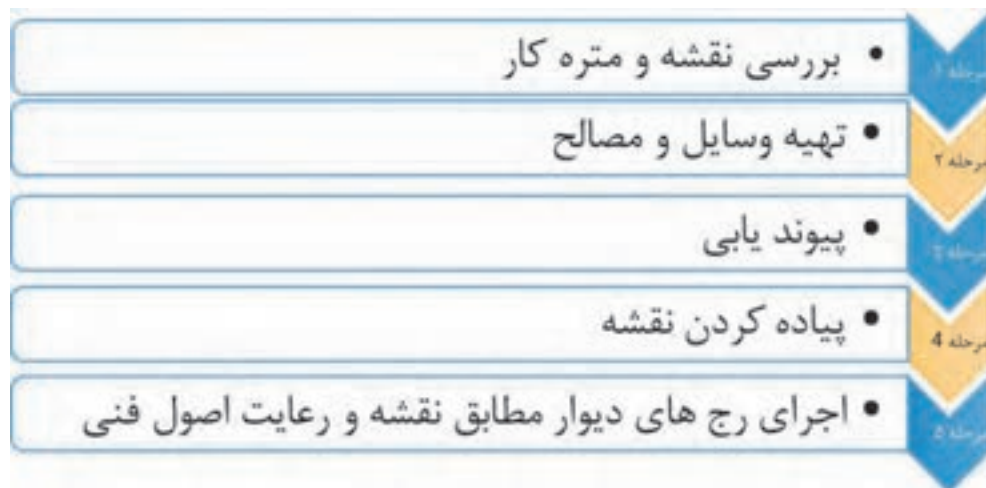 مرحله ۱
• بررسی نقشه و متره کار
مرحله ۲
• تهیه وسایل و مصالح
مرحله ۳
• پیوند یابی
مرحله 4
• پیاده کردن نقشه
مرحله ۵
• اجرای رج های دیوار مطابق نقشه و رعایت اصول فنی